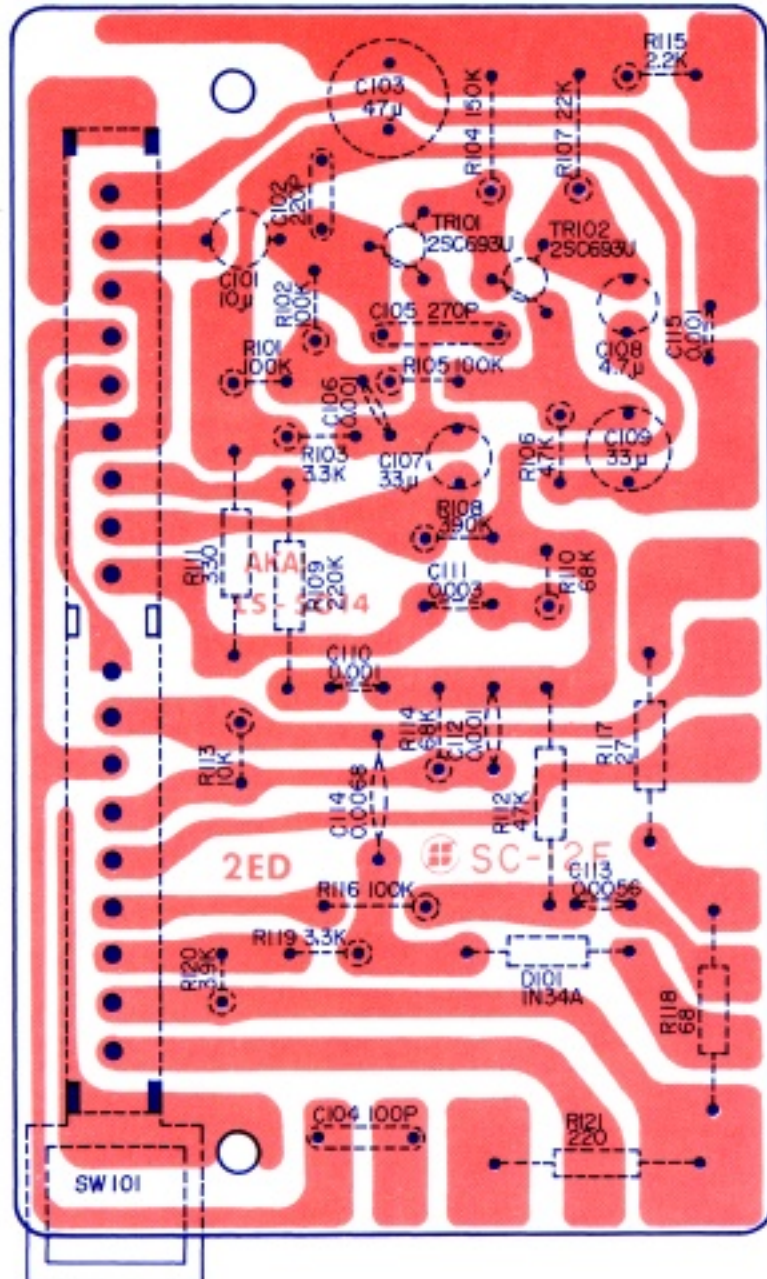 R115
2.2K
C103
47μ
R104 150K
R107 22K
C102
220P
TR101
2SC693U
TR102
2SC693U
C101
10μ
R102
100K
C105 270P
C108
4.7μ
C115
0.001
R101
100K
C106
0.001
R105 100K
R103
3.3K
C107
33μ
R106
4.7K
C109
33μ
R108
390K
R111
330
AKAI
R109
220K
C111
0.003
R110
68K
C110
0.001
R113
10K
R114
68K
C112
0.001
R117
27
C114
0.0068
R112
47K
2ED
SC-
C113
0.0056
R116 100K
R119 3.3K
R120
3.9K
D101
1N34A
R118
68
C104 100P
R121
220
SW101